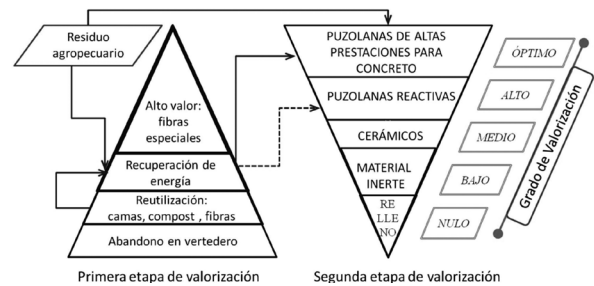 Residuo
agropecuario
Alto valor:
fibras
especiales
Recuperación de
energía
Reutilización:
camas, compost , fibras
Abandono en vertedero
Primera etapa de valorización
PUZOLANAS DE ALTAS
PRESTACIONES PARA
CONCRETO
PUZOLANAS REACTIVAS
CERÁMICOS
MATERIAL
INERTE
RE
LLE
NO
Segunda etapa de valorización
ÓPTIMO
ALTO
MEDIO
BAJO
NULO
Grado de Valorización